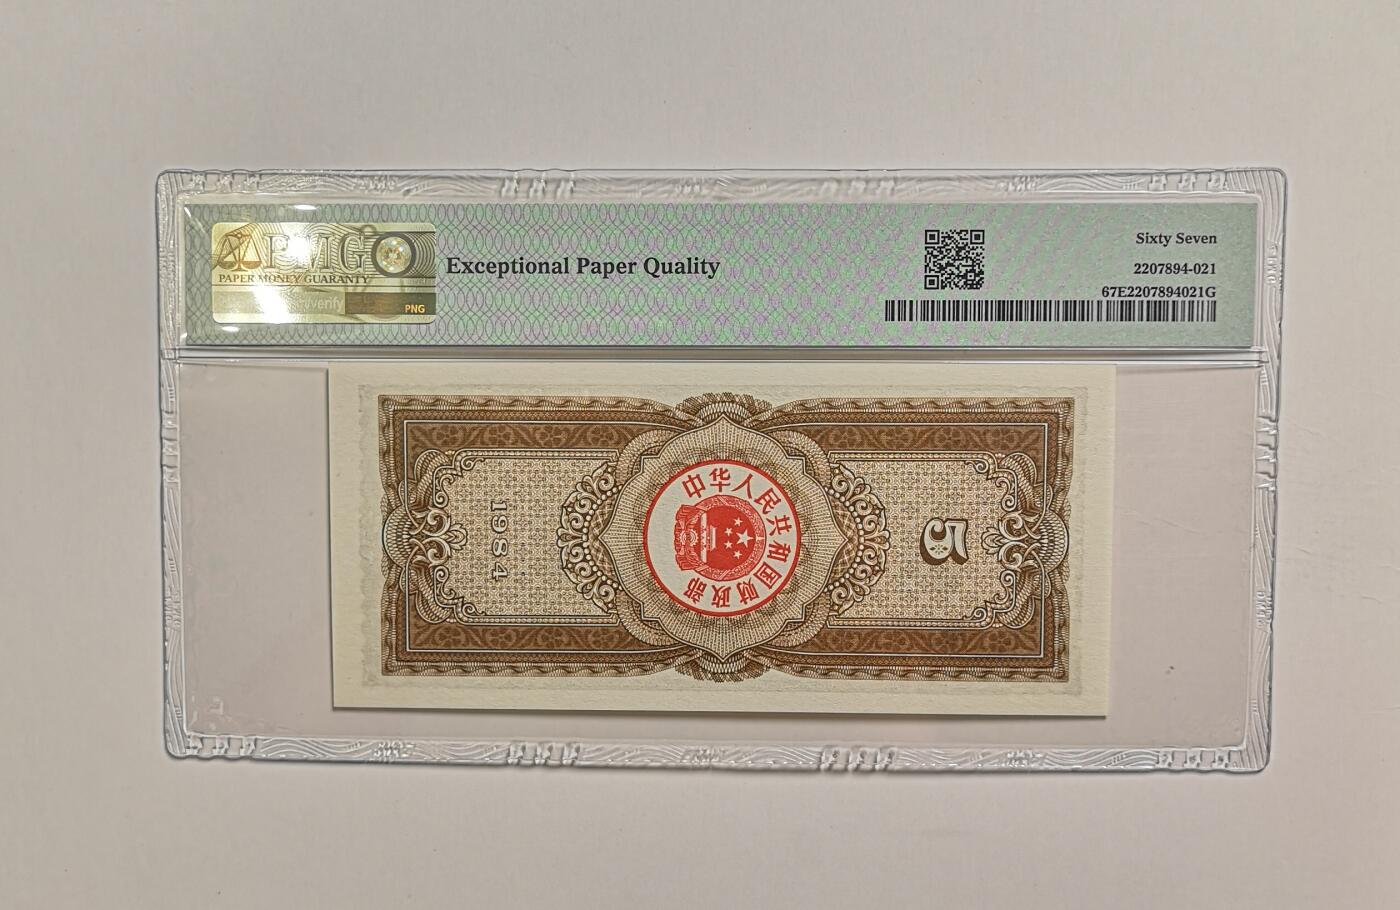 PMG
PAPER MONEY GUARANTY
verify
PNG
Exceptional Paper Quality
Sixty Seven
2207894-021
67E2207894021G
1984
中华人民共和国财政部
5